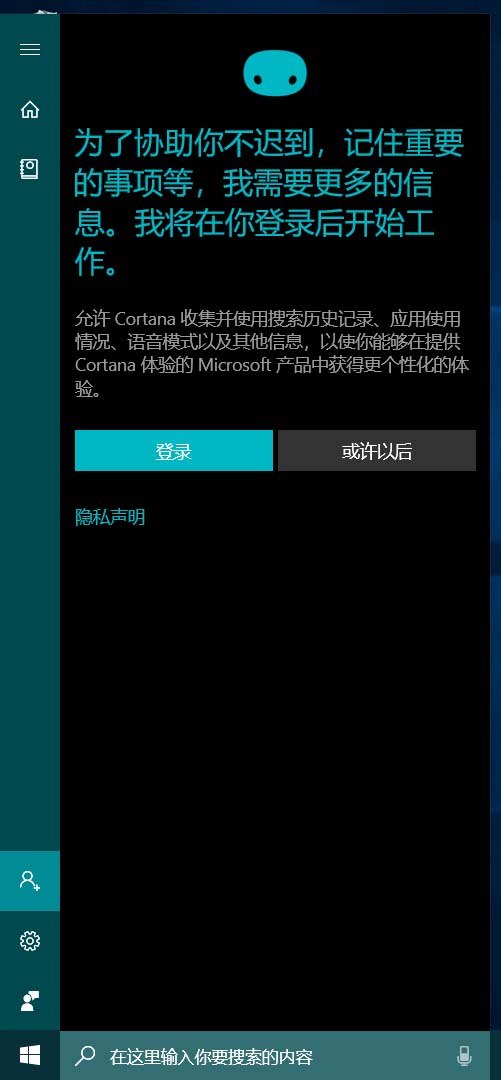 为了协助你不迟到，记住重要
的事项等，我需要更多的信
息。我将在你登录后开始工
作。
允许 Cortana 收集并使用搜索历史记录、应用使用
情况、语音模式以及其他信息，以使你能够在提供
Cortana 体验的 Microsoft 产品中获得更个性化的体
验。
登录
或许以后
隐私声明
在这里输入你要搜索的内容